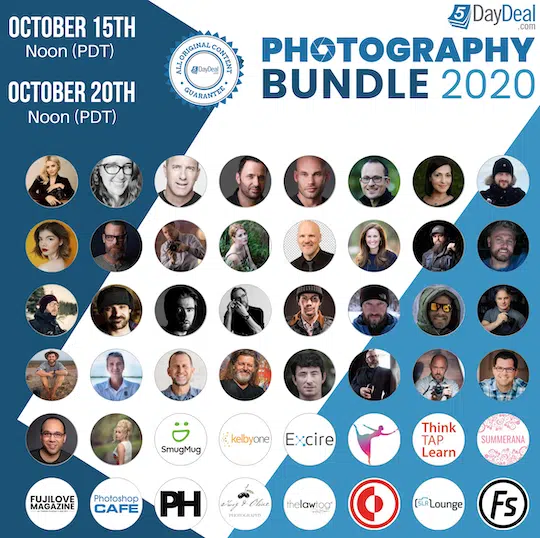 OCTOBER 15TH
Noon (PDT)
OCTOBER 20TH
Noon (PDT)
ALL ORIGINAL CONTENT
5DayDeal
GUARANTEE
5DayDeal
.com
PHOTOGRAPHY
BUNDLE 2020
SmugMug
kelbyone
Excire
Think
TAP
Learn
SUMMERANA
FUJILOVE
MAGAZINE
Photoshop
CAFE
PH
thelawtog
SLR Lounge
Fs